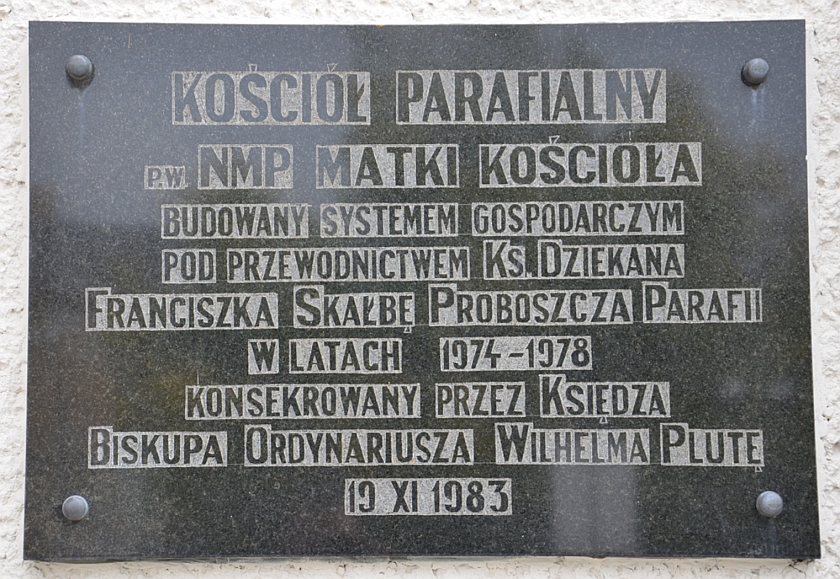 KOŚCIÓŁ PARAFIALNY
P.W. NMP MATKI KOŚCIOŁA
BUDOWANY SYSTEMEM GOSPODARCZYM
POD PRZEWODNICTWEM KS. DZIEKANA
FRANCISZKA SKAŁBĘ PROBOSZCZA PARAFII
W LATACH 1974-1978
KONSEKROWANY PRZEZ KSIĘDZA
BISKUPA ORDYNARIUSZA WILHELMA PLUTĘ
19 XI 1983